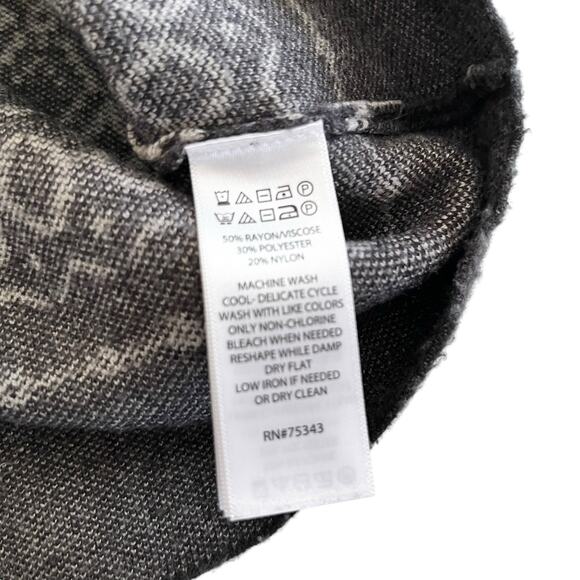 50% RAYON/VISCOSE
30% POLYESTER
20% NYLON
MACHINE WASH
COOL- DELICATE CYCLE
WASH WITH LIKE COLORS
ONLY NON-CHLORINE
BLEACH WHEN NEEDED
RESHAPE WHILE DAMP
DRY FLAT
LOW IRON IF NEEDED
OR DRY CLEAN
RN#75343